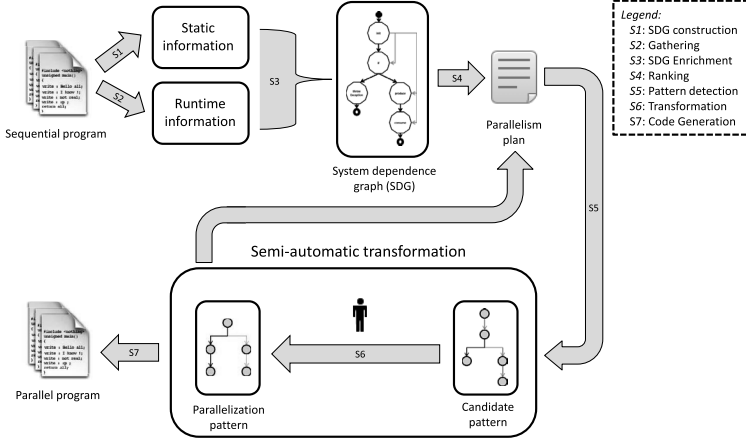 Static
information
Runtime
information
S1
S2
S3
S4
S5
S6
S7
Sequential program
System dependence
graph (SDG)
Parallelism
plan
Legend:
S1: SDG construction
S2: Gathering
S3: SDG Enrichment
S4: Ranking
S5: Pattern detection
S6: Transformation
S7: Code Generation
Semi-automatic transformation
Parallel program
Parallelization
pattern
Candidate
pattern